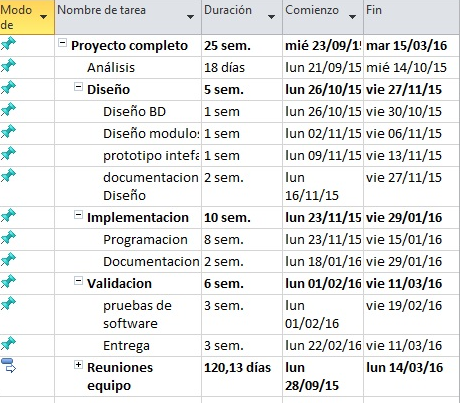 Modo de Nombre de tarea Duración Comienzo Fin
Proyecto completo 25 sem. mié 23/09/15 mar 15/03/16
Análisis 18 días lun 21/09/15 mié 14/10/15
Diseño 5 sem. lun 26/10/15 vie 27/11/15
Diseño BD 1 sem lun 26/10/15 vie 30/10/15
Diseño modulos 1 sem lun 02/11/15 vie 06/11/15
prototipo intefa 1 sem lun 09/11/15 vie 13/11/15
documentacion Diseño 2 sem. lun 16/11/15 vie 27/11/15
Implementacion 10 sem. lun 23/11/15 vie 29/01/16
Programacion 8 sem. lun 23/11/15 vie 15/01/16
Documentacion 2 sem. lun 18/01/16 vie 29/01/16
Validacion 6 sem. lun 01/02/16 vie 11/03/16
pruebas de software 3 sem. lun 01/02/16 vie 19/02/16
Entrega 3 sem. lun 22/02/16 vie 11/03/16
Reuniones equipo 120,13 días lun 28/09/15 lun 14/03/16